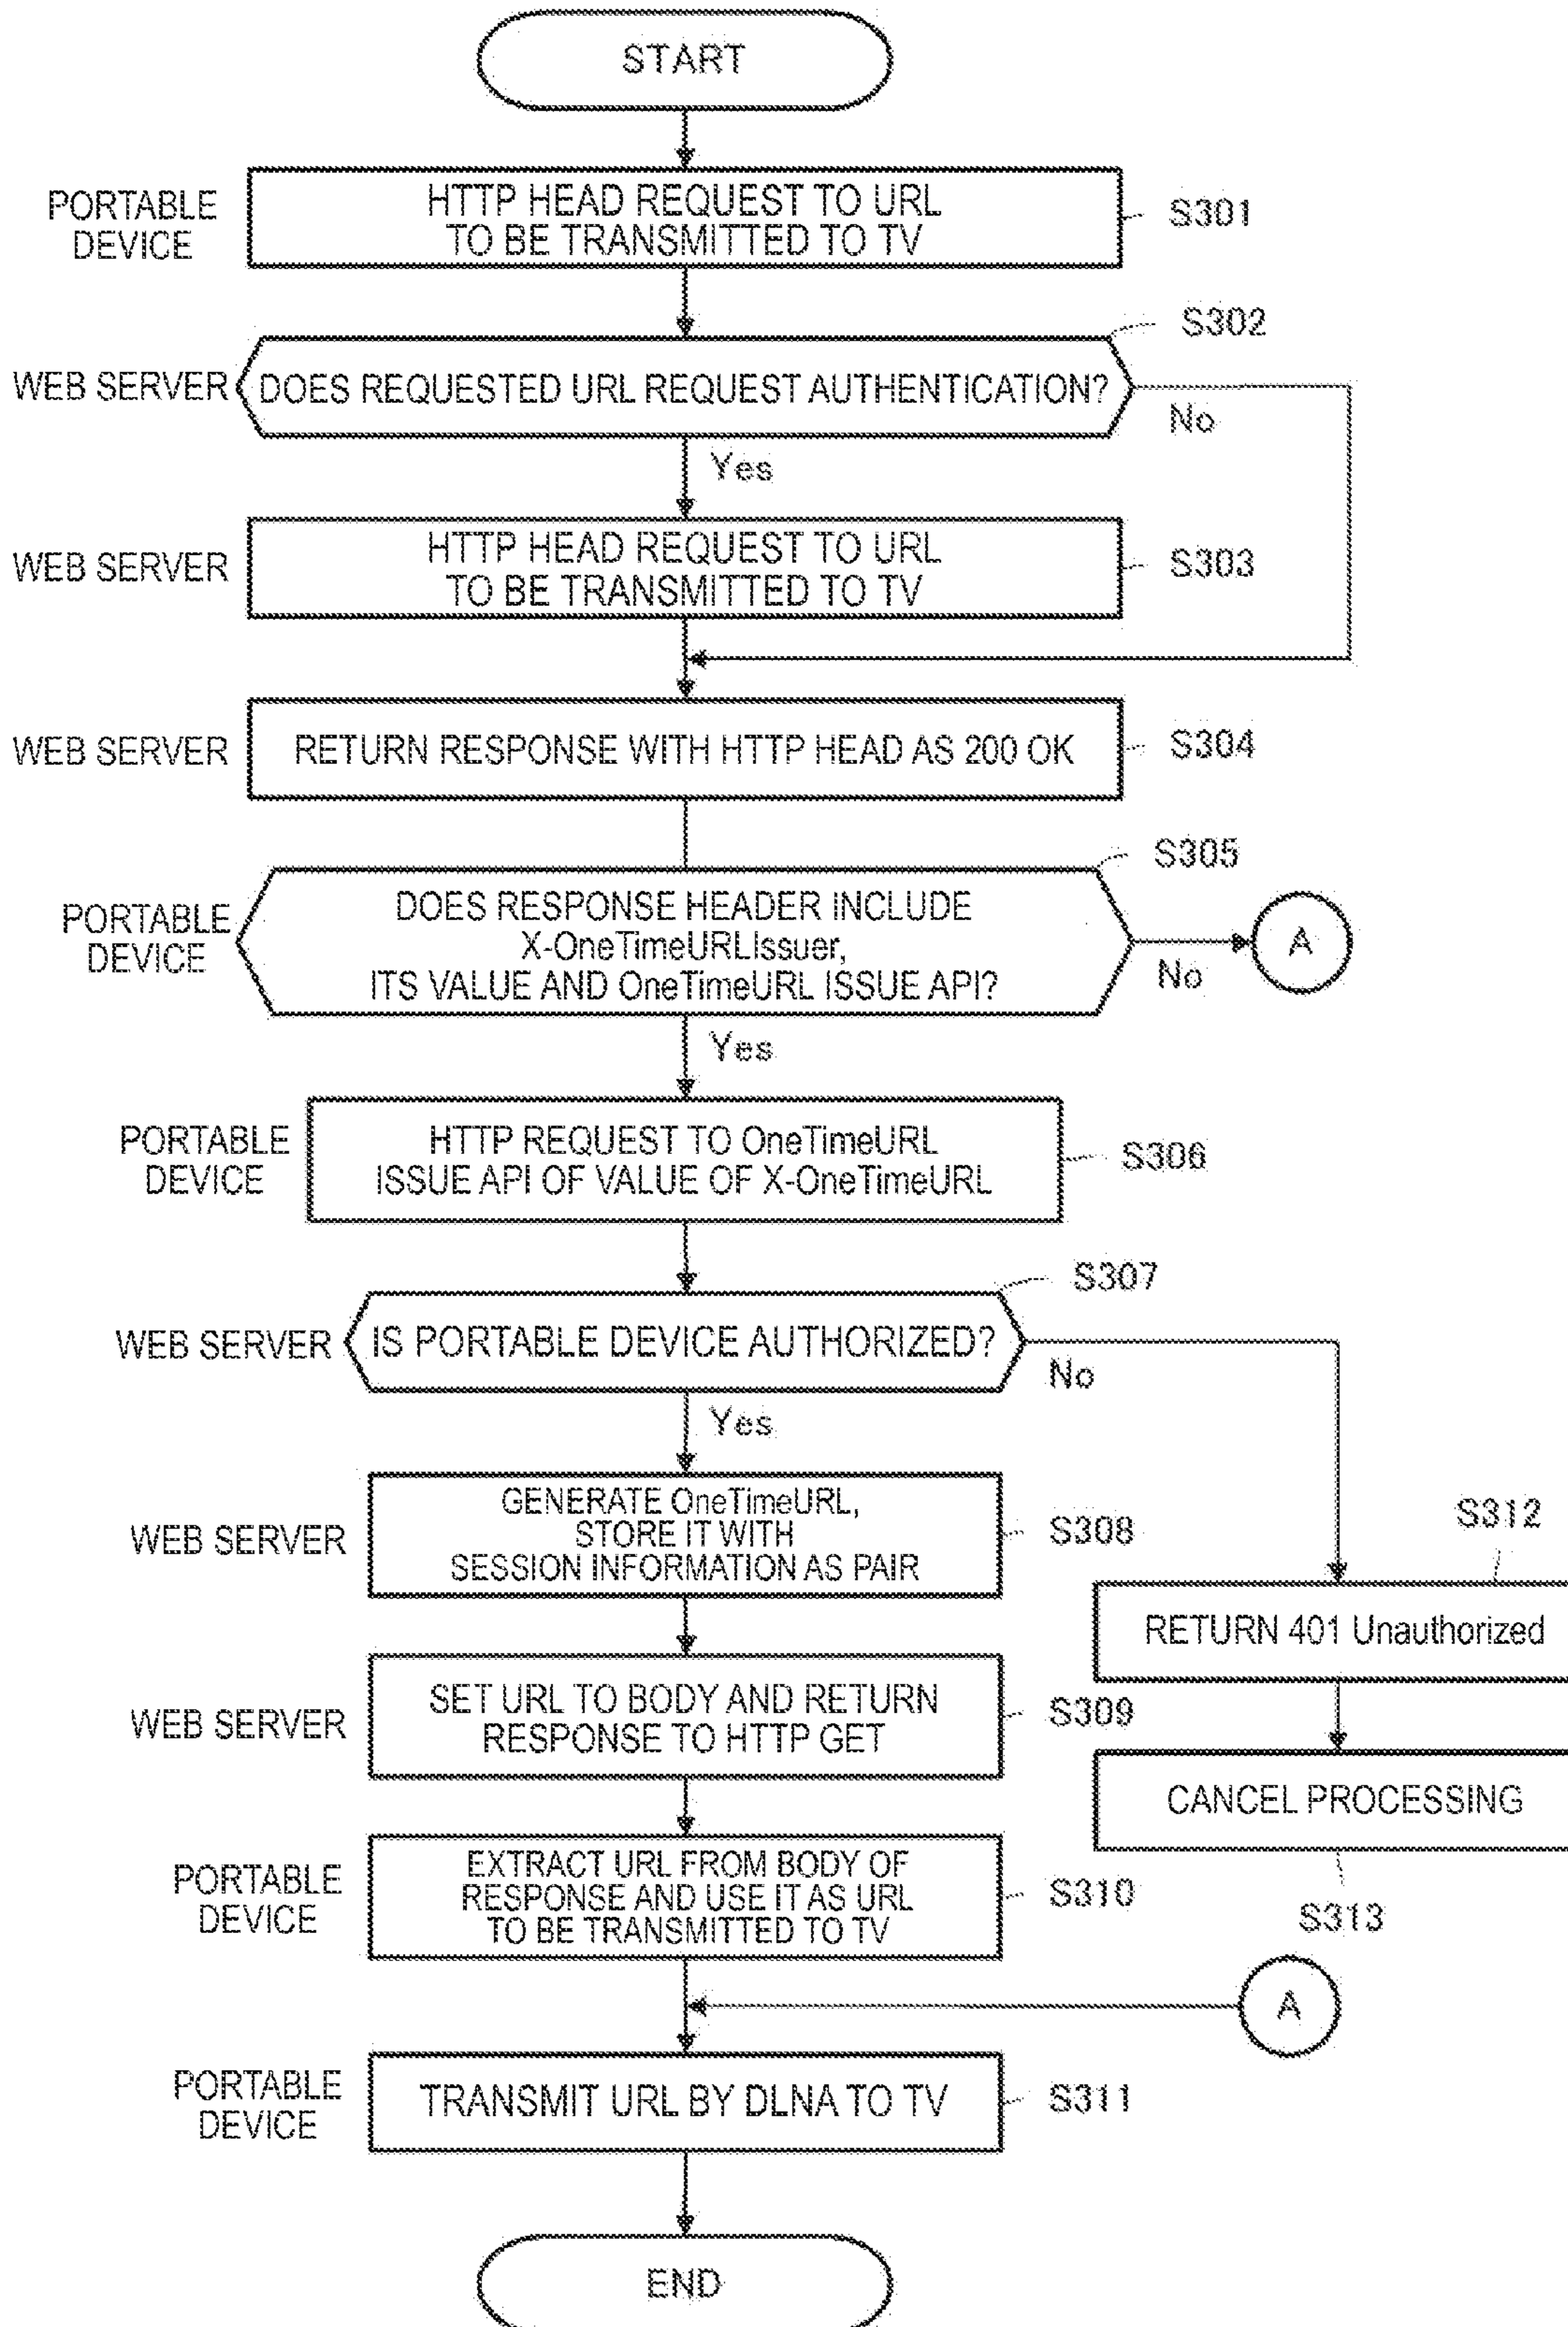 START
PORTABLE
DEVICE
HTTP HEAD REQUEST TO URL
TO BE TRANSMITTED TO TV
S301
S302
WEB SERVER
DOES REQUESTED URL REQUEST AUTHENTICATION?
No
Yes
WEB SERVER
HTTP HEAD REQUEST TO URL
TO BE TRANSMITTED TO TV
S303
WEB SERVER
RETURN RESPONSE WITH HTTP HEAD AS 200 OK
S304
S305
PORTABLE
DEVICE
DOES RESPONSE HEADER INCLUDE
X-OneTimeURLIssuer,
ITS VALUE AND OneTimeURL ISSUE API?
No
A
Yes
PORTABLE
DEVICE
HTTP REQUEST TO OneTimeURL
ISSUE API OF VALUE OF X-OneTimeURL
S306
S307
WEB SERVER
IS PORTABLE DEVICE AUTHORIZED?
No
Yes
WEB SERVER
GENERATE OneTimeURL,
STORE IT WITH
SESSION INFORMATION AS PAIR
S308
S312
RETURN 401 Unauthorized
WEB SERVER
SET URL TO BODY AND RETURN
RESPONSE TO HTTP GET
S309
CANCEL PROCESSING
S313
PORTABLE
DEVICE
EXTRACT URL FROM BODY OF
RESPONSE AND USE IT AS URL
TO BE TRANSMITTED TO TV
S310
A
PORTABLE
DEVICE
TRANSMIT URL BY DLNA TO TV
S311
END